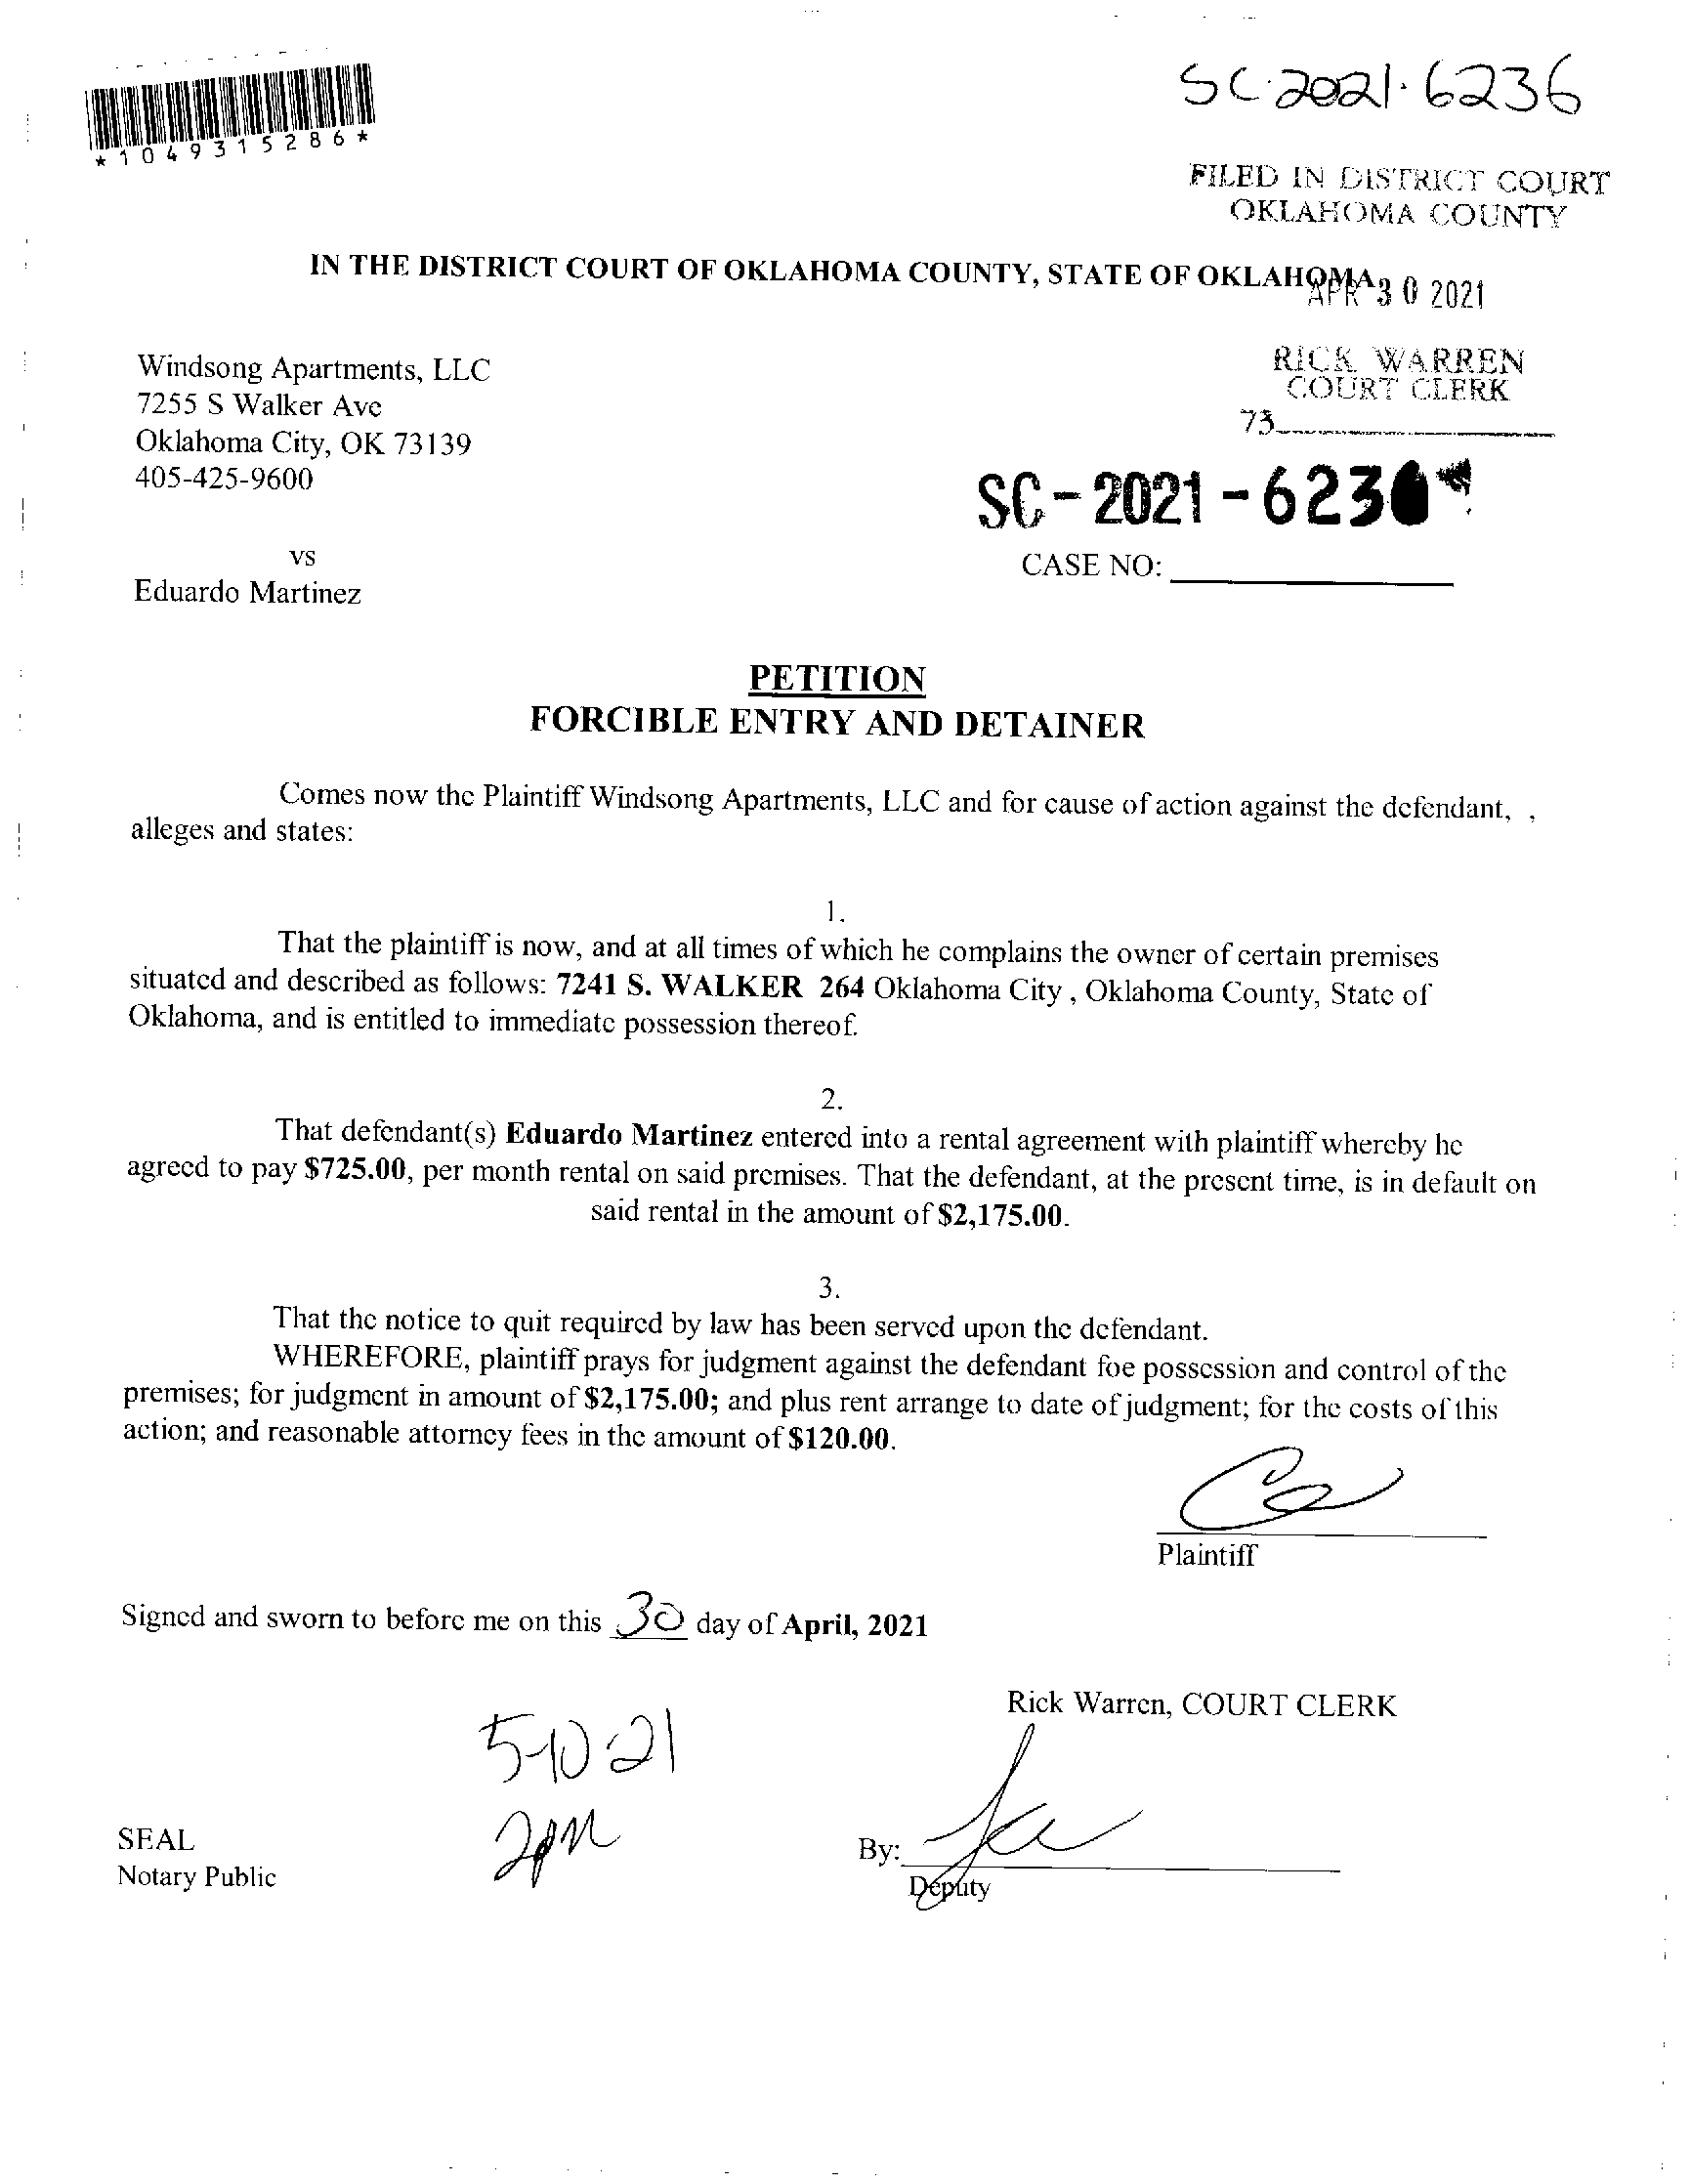 *1049315286*
SC-2021-6236
FILED IN DISTRICT COURT
OKLAHOMA COUNTY
IN THE DISTRICT COURT OF OKLAHOMA COUNTY, STATE OF OKLAHOMA
APR 30 2021
Windsong Apartments, LLC
7255 S Walker Ave
Oklahoma City, OK 73139
405-425-9600
RICK WARREN
COURT CLERK
73
SC-2021-623
vs
CASE NO:
Eduardo Martinez
PETITION
FORCIBLE ENTRY AND DETAINER
Comes now the Plaintiff Windsong Apartments, LLC and for cause of action against the defendant, ,
alleges and states:
1.
That the plaintiff is now, and at all times of which he complains the owner of certain premises
situated and described as follows: 7241 S. WALKER 264 Oklahoma City , Oklahoma County, State of
Oklahoma, and is entitled to immediate possession thereof.
2.
That defendant(s) Eduardo Martinez entered into a rental agreement with plaintiff whereby he
agreed to pay $725.00, per month rental on said premises. That the defendant, at the present time, is in default on
said rental in the amount of $2,175.00.
3.
That the notice to quit required by law has been served upon the defendant.
WHEREFORE, plaintiff prays for judgment against the defendant foe possession and control of the
premises; for judgment in amount of $2,175.00; and plus rent arrange to date of judgment; for the costs of this
action; and reasonable attorney fees in the amount of $120.00.
Plaintiff
Signed and sworn to before me on this 30 day of April, 2021
Rick Warren, COURT CLERK
5-10-21
2pm
SEAL
Notary Public
By:
Deputy